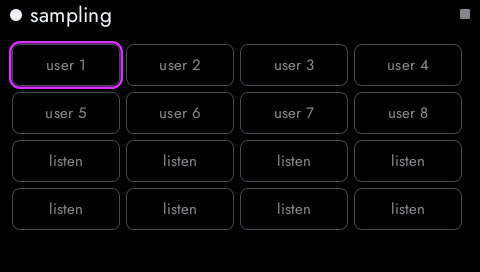 sampling
user 1 user 2 user 3 user 4
user 5 user 6 user 7 user 8
listen listen listen listen
listen listen listen listen